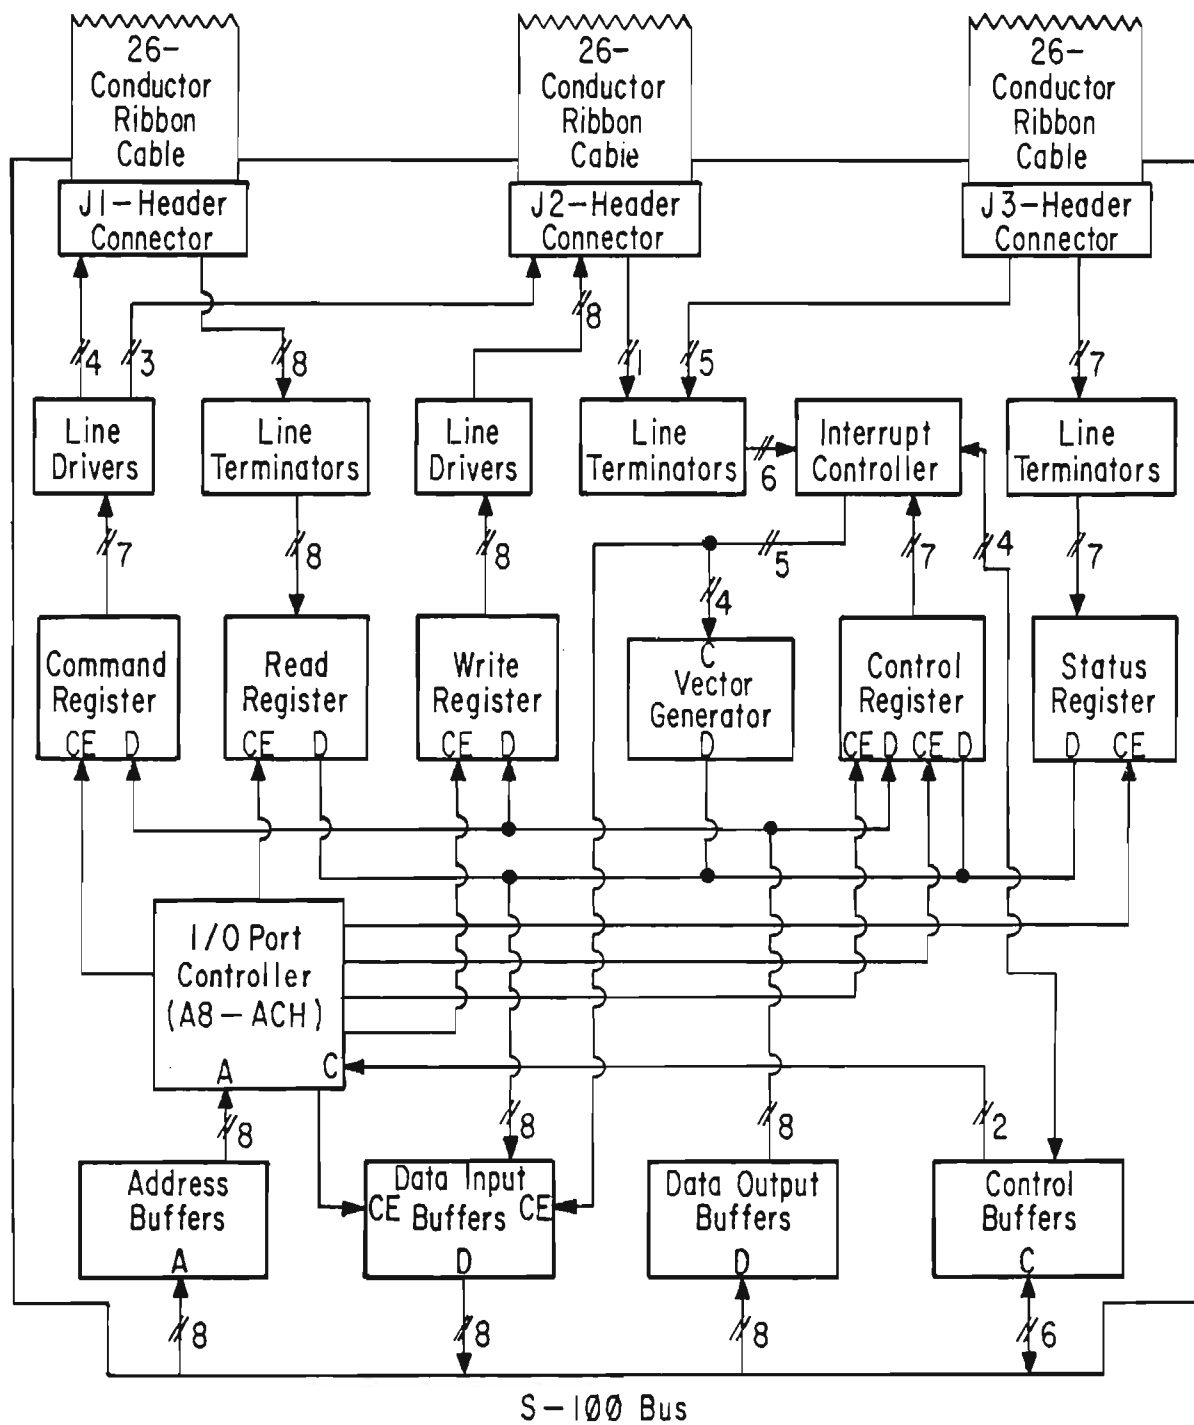 26-
Conductor
Ribbon
Cable
26-
Conductor
Ribbon
Cable
26-
Conductor
Ribbon
Cable
J1-Header
Connector
J2-Header
Connector
J3-Header
Connector
8
4
3
8
1
5
7
Line
Drivers
Line
Terminators
Line
Drivers
Line
Terminators
6
Interrupt
Controller
Line
Terminators
7
8
8
5
7
4
7
4
Command
Register
CE D
Read
Register
CE D
Write
Register
CE D
C
Vector
Generator
D
Control
Register
CE D CE D
Status
Register
D CE
I/O Port
Controller
(A8-ACH)
A
C
8
8
8
2
Address
Buffers
A
Data Input
CE Buffers CE
D
Data Output
Buffers
D
Control
Buffers
C
8
8
8
6
S-100 Bus